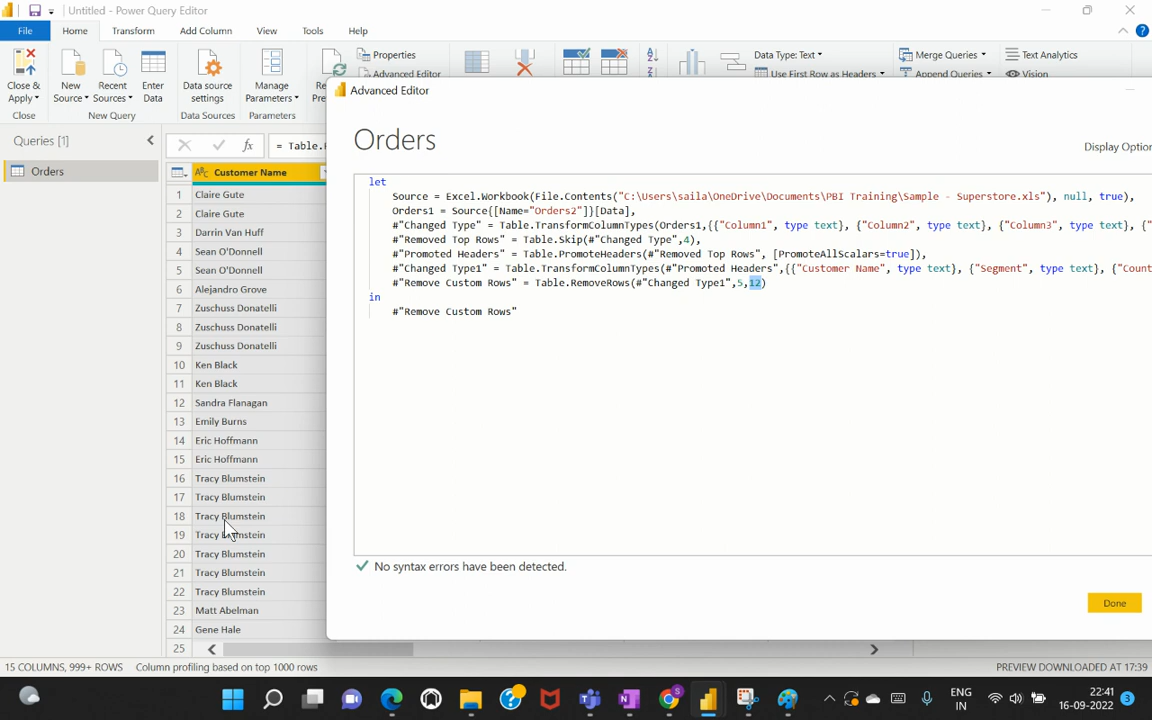 Untitled - Power Query Editor
File Home Transform Add Column View Tools Help
Close & Apply New Source Recent Sources Enter Data Data source settings Manage Parameters Properties Advanced Editor Data Type: Text Use First Row as Headers Merge Queries Append Queries Text Analytics Vision
Close New Query Data Sources Parameters
Advanced Editor
Queries [1]
Orders
fx = Table.
Customer Name
1 Claire Gute
2 Claire Gute
3 Darrin Van Huff
4 Sean O'Donnell
5 Sean O'Donnell
6 Alejandro Grove
7 Zuschuss Donatelli
8 Zuschuss Donatelli
9 Zuschuss Donatelli
10 Ken Black
11 Ken Black
12 Sandra Flanagan
13 Emily Burns
14 Eric Hoffmann
15 Eric Hoffmann
16 Tracy Blumstein
17 Tracy Blumstein
18 Tracy Blumstein
19 Tracy Blumstein
20 Tracy Blumstein
21 Tracy Blumstein
22 Tracy Blumstein
23 Matt Abelman
24 Gene Hale
25
Orders
Display Option
let
Source = Excel.Workbook(File.Contents("C:\Users\saila\OneDrive\Documents\PBI Training\Sample - Superstore.xls"), null, true),
Orders1 = Source{[Name="Orders2"]}[Data],
#"Changed Type" = Table.TransformColumnTypes(Orders1,{{"Column1", type text}, {"Column2", type text}, {"Column3", type text}, {"
#"Removed Top Rows" = Table.Skip(#"Changed Type",4),
#"Promoted Headers" = Table.PromoteHeaders(#"Removed Top Rows", [PromoteAllScalars=true]),
#"Changed Type1" = Table.TransformColumnTypes(#"Promoted Headers",{{"Customer Name", type text}, {"Segment", type text}, {"Count
#"Remove Custom Rows" = Table.RemoveRows(#"Changed Type1",5,12)
in
#"Remove Custom Rows"
No syntax errors have been detected.
Done
15 COLUMNS, 999+ ROWS Column profiling based on top 1000 rows PREVIEW DOWNLOADED AT 17:39
ENG
IN
22:41
16-09-2022
3